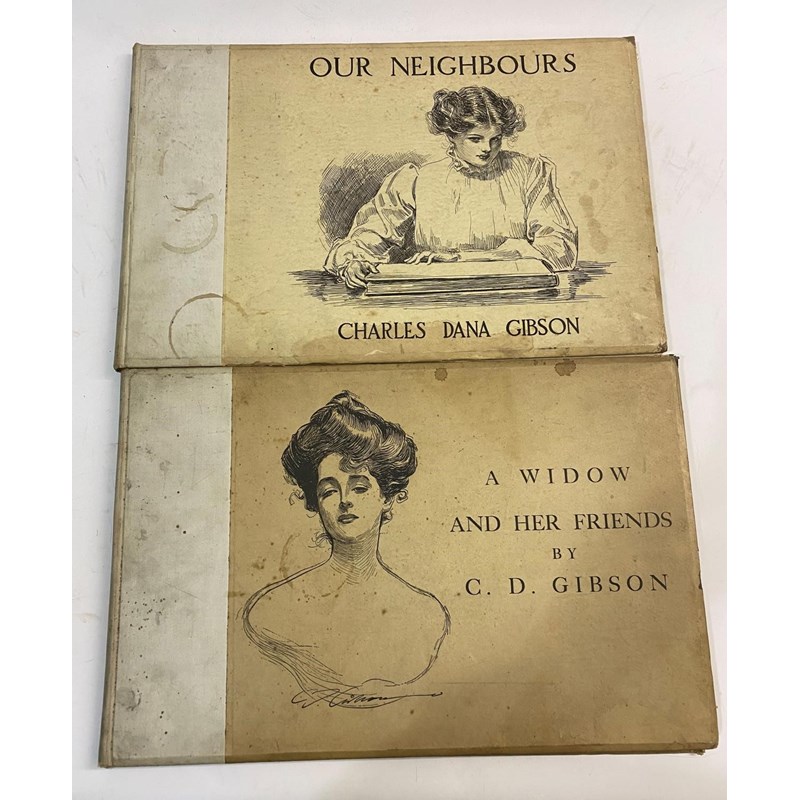 OUR NEIGHBOURS
CHARLES DANA GIBSON
A WIDOW
AND HER FRIENDS
BY
C. D. GIBSON